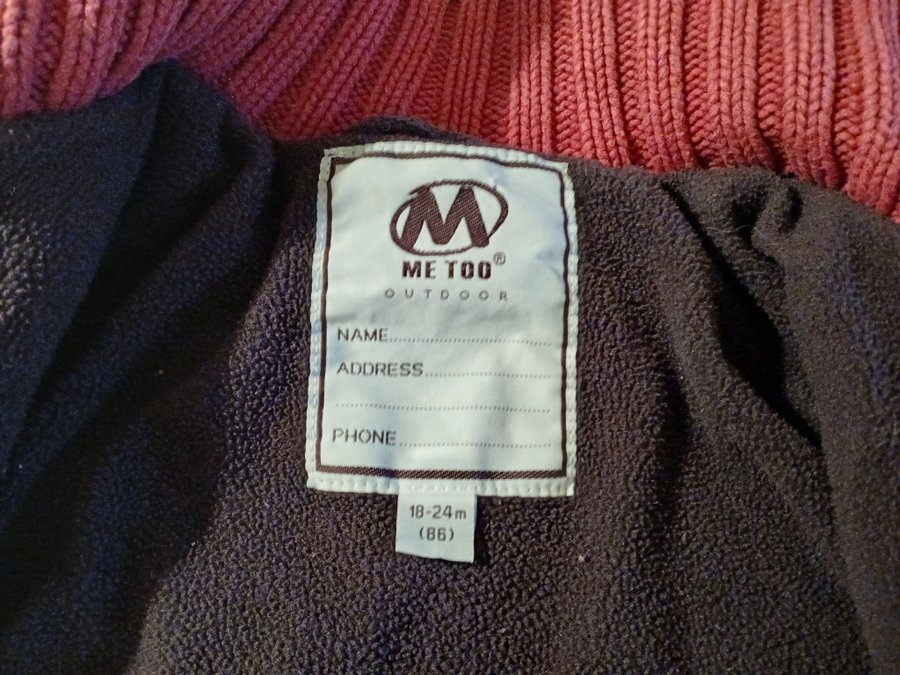 M
ME TOO®
OUTDOOR
NAME
ADDRESS
PHONE
18-24m
(86)